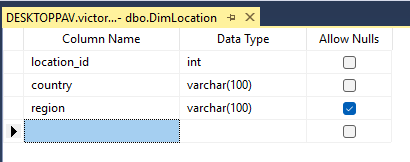 DESKTOPPAV.victor...- dbo.DimLocation
Column Name Data Type Allow Nulls
location_id int
country varchar(100)
region varchar(100)